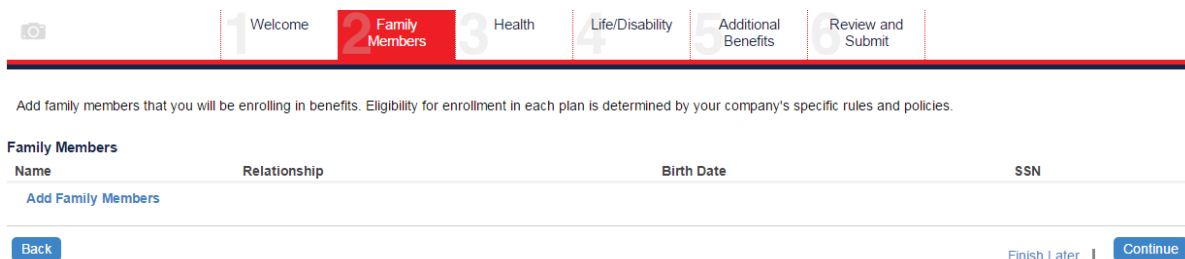 1 Welcome
2 Family Members
3 Health
4 Life/Disability
5 Additional Benefits
6 Review and Submit
Add family members that you will be enrolling in benefits. Eligibility for enrollment in each plan is determined by your company's specific rules and policies.
Family Members
Name Relationship Birth Date SSN
Add Family Members
Back Finish Later | Continue